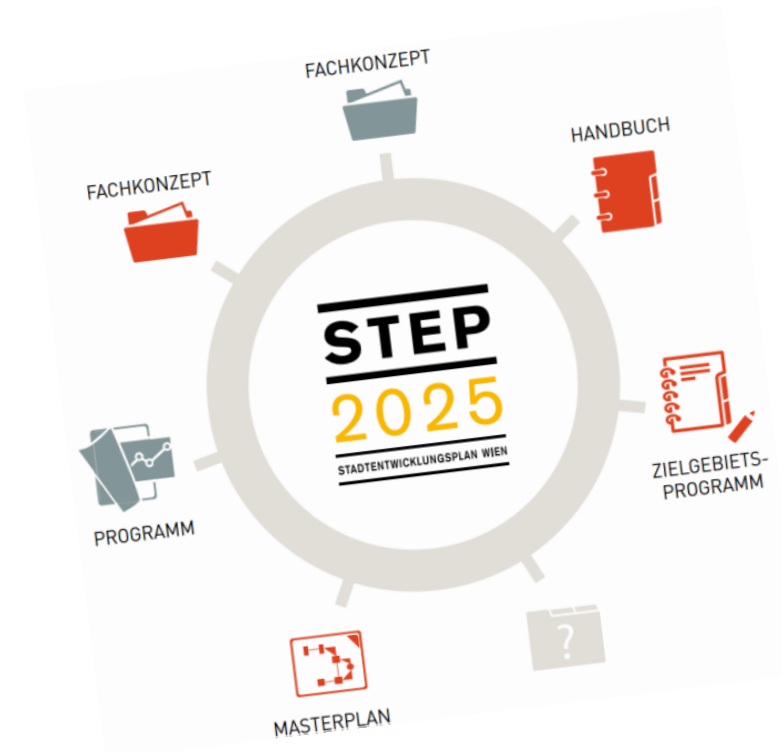 FACHKONZEPT
HANDBUCH
FACHKONZEPT
STEP
2025
STADTENTWICKLUNGSPLAN WIEN
ZIELGEBIETS-
PROGRAMM
PROGRAMM
?
MASTERPLAN